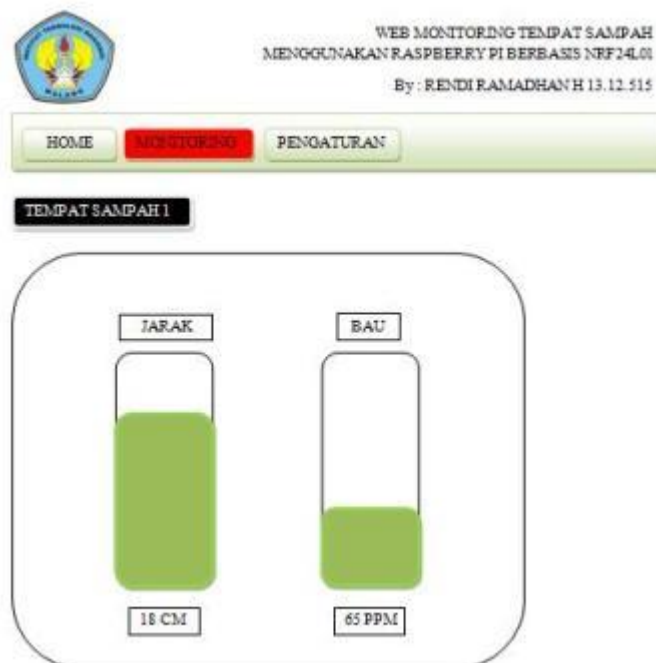 WEB MONITORING TEMPAT SAMPAH
MENGGUNAKAN RASPBERRY PI BERBASIS NRF24L01
By : RENDI RAMADHAN H 13.12.515
HOME MONITORING PENGATURAN
TEMPAT SAMPAH 1
JARAK BAU
18 CM 65 PPM